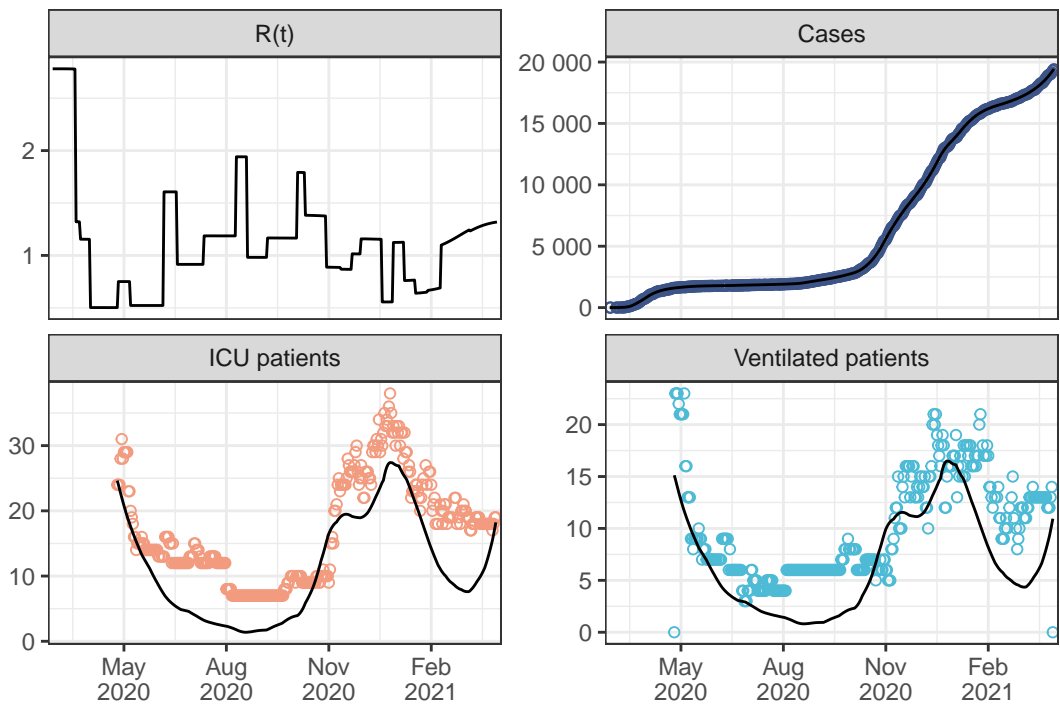 R(t)
Cases
2
1
20 000
15 000
10 000
5 000
0
ICU patients
Ventilated patients
30
20
10
0
20
15
10
5
0
May Aug Nov Feb
2020 2020 2020 2021
May Aug Nov Feb
2020 2020 2020 2021